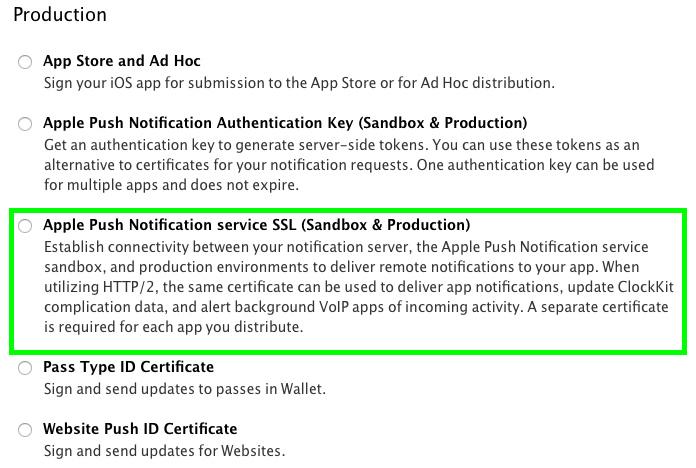 Production
App Store and Ad Hoc
Sign your iOS app for submission to the App Store or for Ad Hoc distribution.
Apple Push Notification Authentication Key (Sandbox & Production)
Get an authentication key to generate server-side tokens. You can use these tokens as an
alternative to certificates for your notification requests. One authentication key can be used
for multiple apps and does not expire.
Apple Push Notification service SSL (Sandbox & Production)
Establish connectivity between your notification server, the Apple Push Notification service
sandbox, and production environments to deliver remote notifications to your app. When
utilizing HTTP/2, the same certificate can be used to deliver app notifications, update ClockKit
complication data, and alert background VoIP apps of incoming activity. A separate certificate
is required for each app you distribute.
Pass Type ID Certificate
Sign and send updates to passes in Wallet.
Website Push ID Certificate
Sign and send updates for Websites.